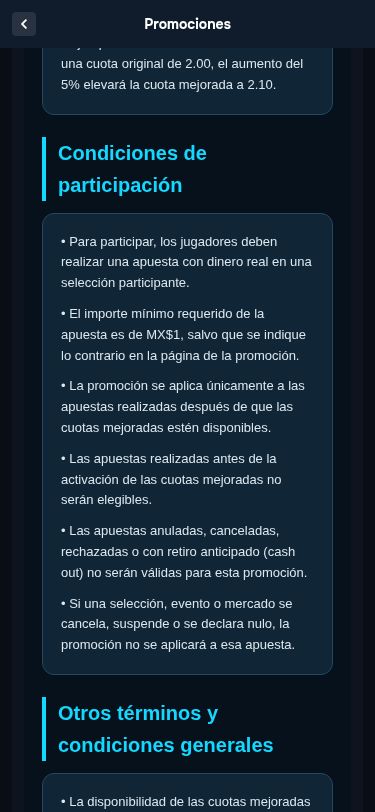 Promociones
una cuota original de 2.00, el aumento del
5% elevará la cuota mejorada a 2.10.
Condiciones de
participación
• Para participar, los jugadores deben
realizar una apuesta con dinero real en una
selección participante.
• El importe mínimo requerido de la
apuesta es de MX$1, salvo que se indique
lo contrario en la página de la promoción.
• La promoción se aplica únicamente a las
apuestas realizadas después de que las
cuotas mejoradas estén disponibles.
• Las apuestas realizadas antes de la
activación de las cuotas mejoradas no
serán elegibles.
• Las apuestas anuladas, canceladas,
rechazadas o con retiro anticipado (cash
out) no serán válidas para esta promoción.
• Si una selección, evento o mercado se
cancela, suspende o se declara nulo, la
promoción no se aplicará a esa apuesta.
Otros términos y
condiciones generales
• La disponibilidad de las cuotas mejoradas